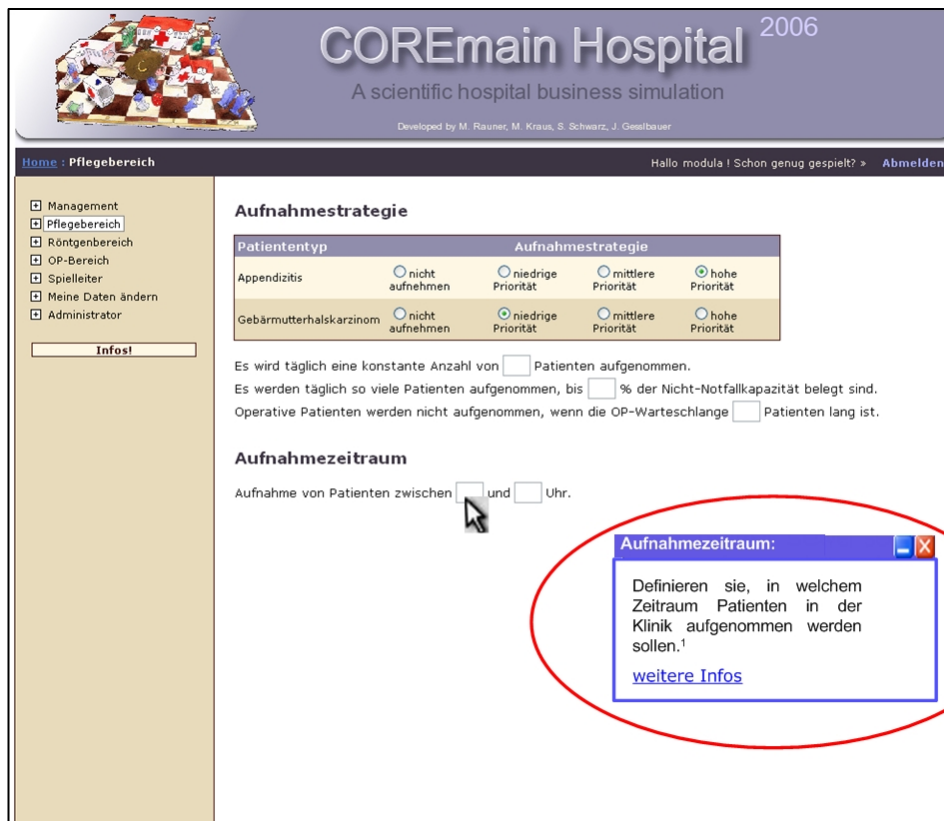 COREmain Hospital 2006
A scientific hospital business simulation
Developed by M. Rauner, M. Kraus, S. Schwarz, J. Gesslbauer
Home : Pflegebereich
Hallo modula ! Schon genug gespielt? » Abmelden
Management
Pflegebereich
Röntgenbereich
OP-Bereich
Spielleiter
Meine Daten ändern
Administrator
Infos!
Aufnahmestrategie
Patiententyp Aufnahmestrategie
Appendizitis nicht aufnehmen niedrige Priorität mittlere Priorität hohe Priorität
Gebärmutterhalskarzinom nicht aufnehmen niedrige Priorität mittlere Priorität hohe Priorität
Es wird täglich eine konstante Anzahl von Patienten aufgenommen.
Es werden täglich so viele Patienten aufgenommen, bis % der Nicht-Notfallkapazität belegt sind.
Operative Patienten werden nicht aufgenommen, wenn die OP-Warteschlange Patienten lang ist.
Aufnahmezeitraum
Aufnahme von Patienten zwischen und Uhr.
Aufnahmezeitraum:
Definieren sie, in welchem
Zeitraum Patienten in der
Klinik aufgenommen werden
sollen.¹
weitere Infos